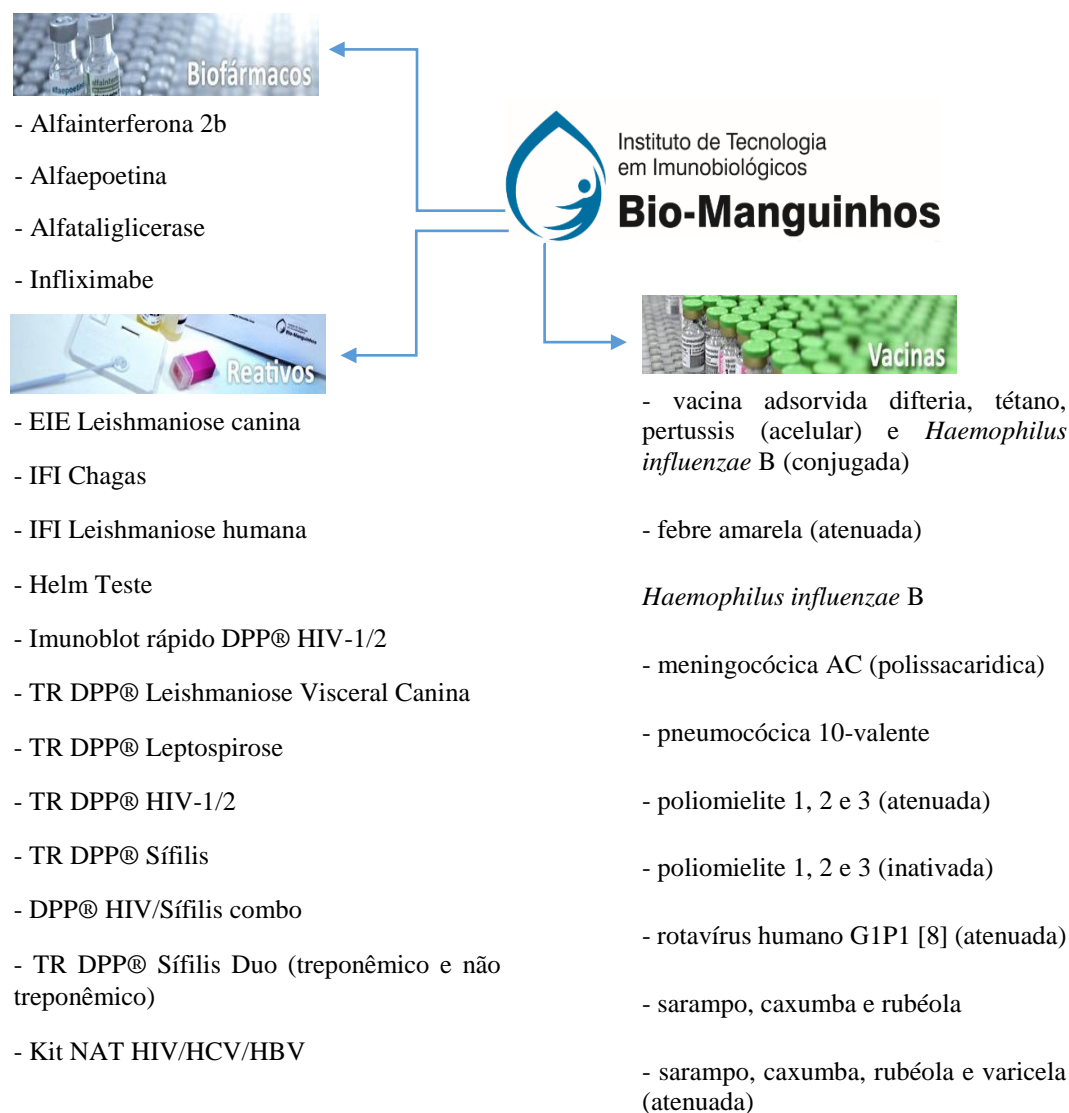 Biofármacos
- Alfainterferona 2b
- Alfaepoetina
- Alfataliglicerase
- Infliximabe
Instituto de Tecnologia
em Imunobiológicos
Bio-Manguinhos
Reativos
- EIE Leishmaniose canina
- IFI Chagas
- IFI Leishmaniose humana
- Helm Teste
- Imunoblot rápido DPP® HIV-1/2
- TR DPP® Leishmaniose Visceral Canina
- TR DPP® Leptospirose
- TR DPP® HIV-1/2
- TR DPP® Sífilis
- DPP® HIV/Sífilis combo
- TR DPP® Sífilis Duo (treponêmico e não
treponêmico)
- Kit NAT HIV/HCV/HBV
Vacinas
- vacina adsorvida difteria, tétano,
pertussis (acelular) e Haemophilus
influenzae B (conjugada)
- febre amarela (atenuada)
Haemophilus influenzae B
- meningocócica AC (polissacaridica)
- pneumocócica 10-valente
- poliomielite 1, 2 e 3 (atenuada)
- poliomielite 1, 2 e 3 (inativada)
- rotavírus humano G1P1 [8] (atenuada)
- sarampo, caxumba e rubéola
- sarampo, caxumba, rubéola e varicela
(atenuada)